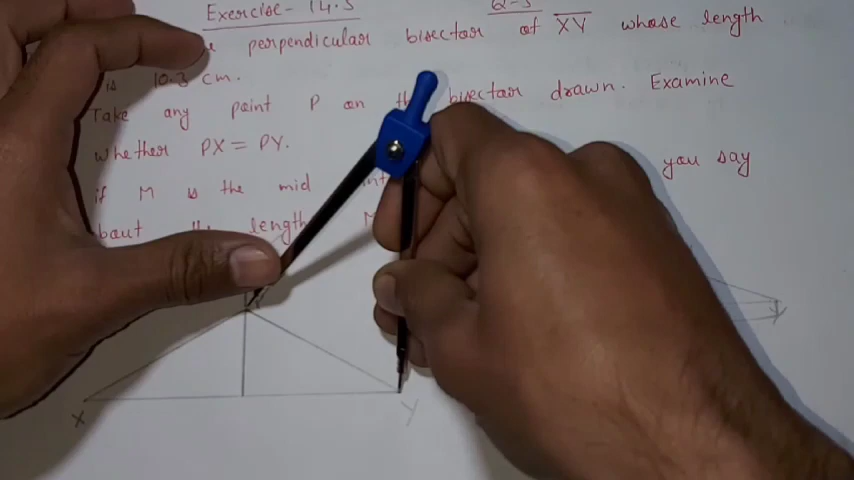 Exercise- 14.5 Q-3
perpendicular bisector of XY whose length
is 10.3 cm.
Take any point P on the bisector drawn. Examine
whether PX = PY.
if M is the mid you say
bout the length M
X Y
Y